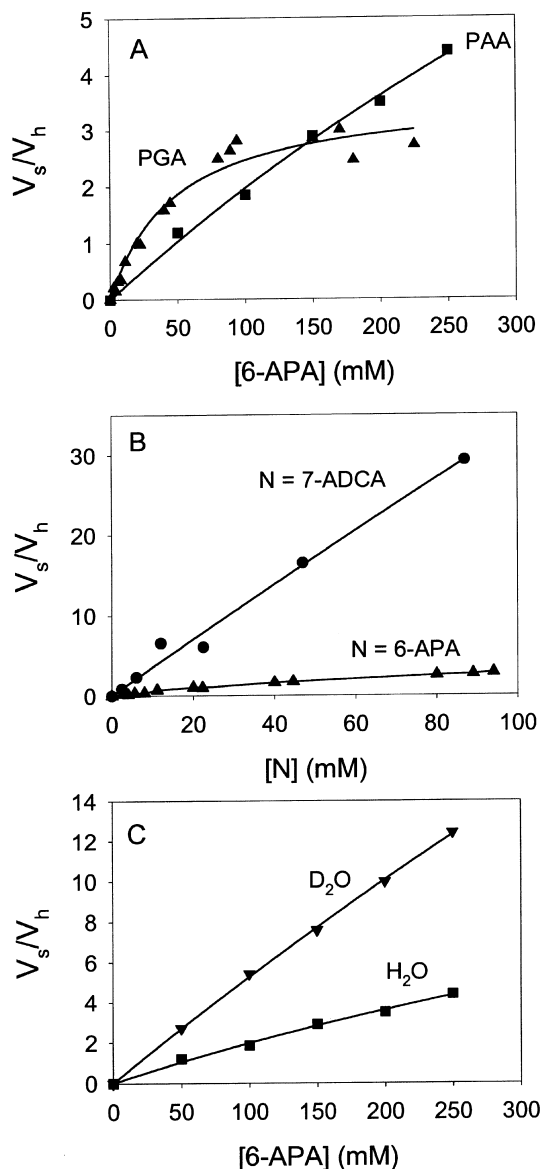 A
PAA
PGA
Vs/Vh
5
4
3
2
1
0
0 50 100 150 200 250 300
[6-APA] (mM)
B
N = 7-ADCA
N = 6-APA
Vs/Vh
30
20
10
0
0 20 40 60 80 100
[N] (mM)
C
D2O
H2O
Vs/Vh
14
12
10
8
6
4
2
0
0 50 100 150 200 250 300
[6-APA] (mM)